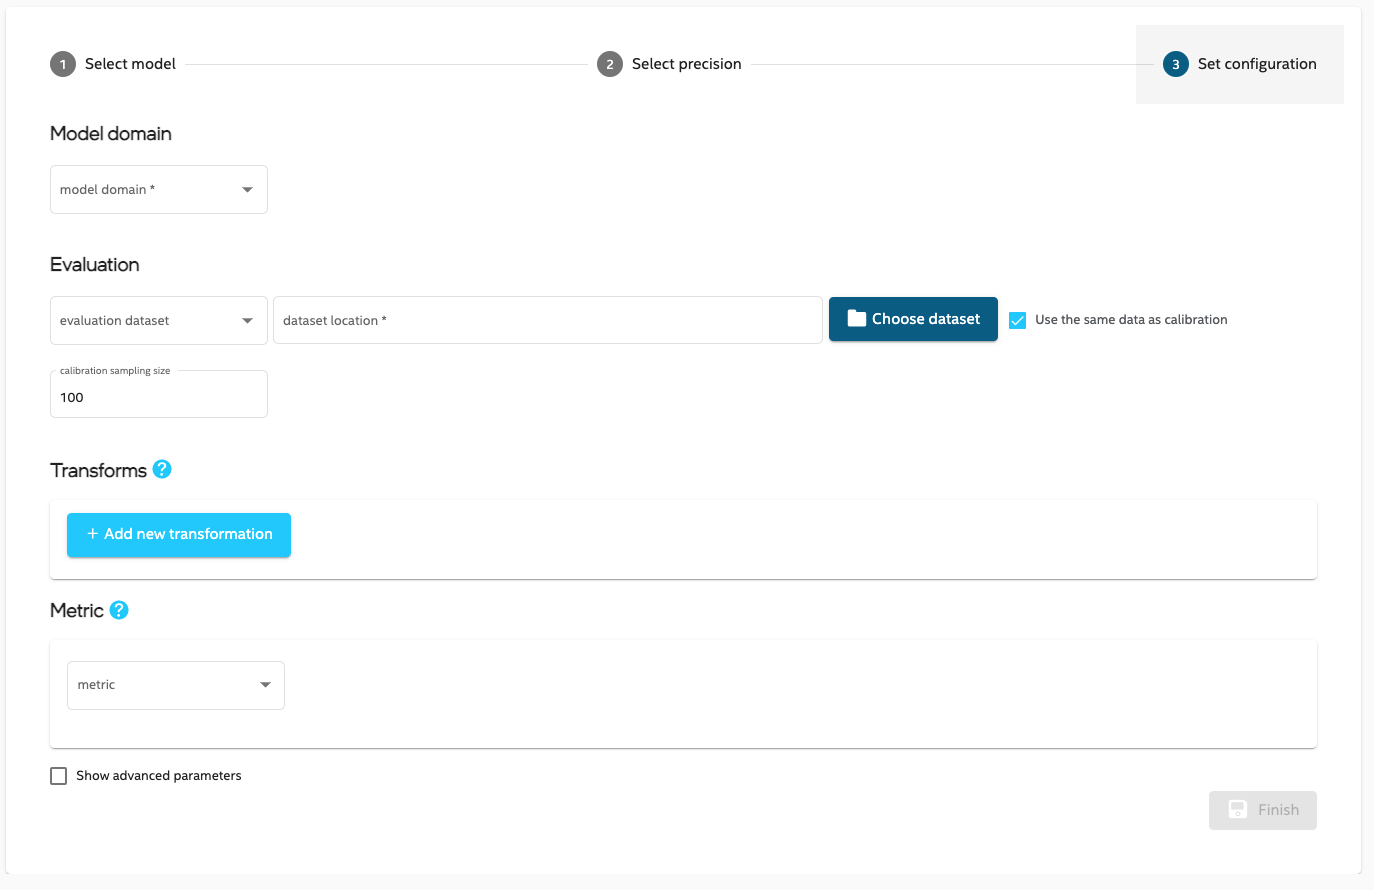 1 Select model
2 Select precision
3 Set configuration
Model domain
model domain *
Evaluation
evaluation dataset
dataset location *
Choose dataset
Use the same data as calibration
calibration sampling size
100
Transforms ?
+ Add new transformation
Metric ?
metric
Show advanced parameters
Finish